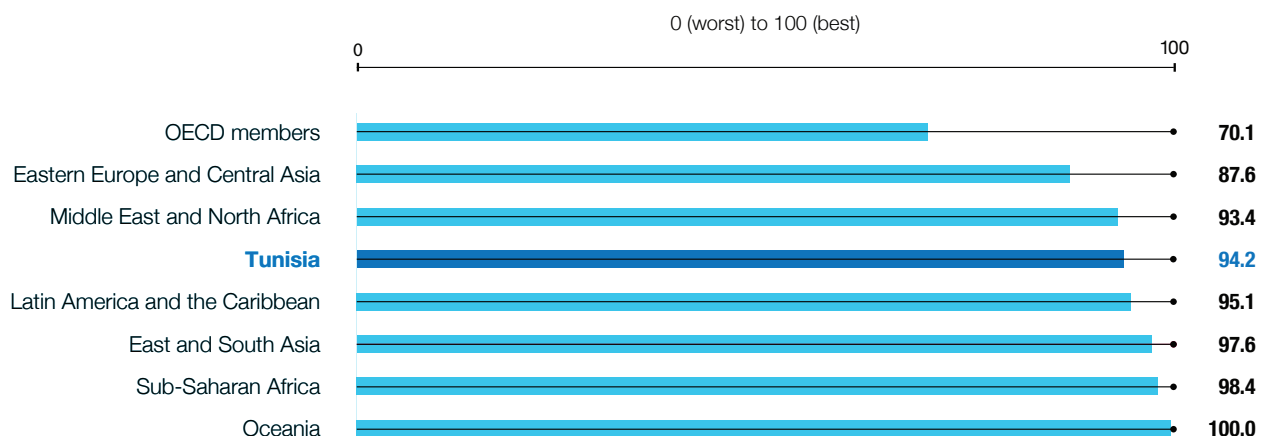 0 (worst) to 100 (best)
0 100
OECD members 70.1
Eastern Europe and Central Asia 87.6
Middle East and North Africa 93.4
Tunisia 94.2
Latin America and the Caribbean 95.1
East and South Asia 97.6
Sub-Saharan Africa 98.4
Oceania 100.0